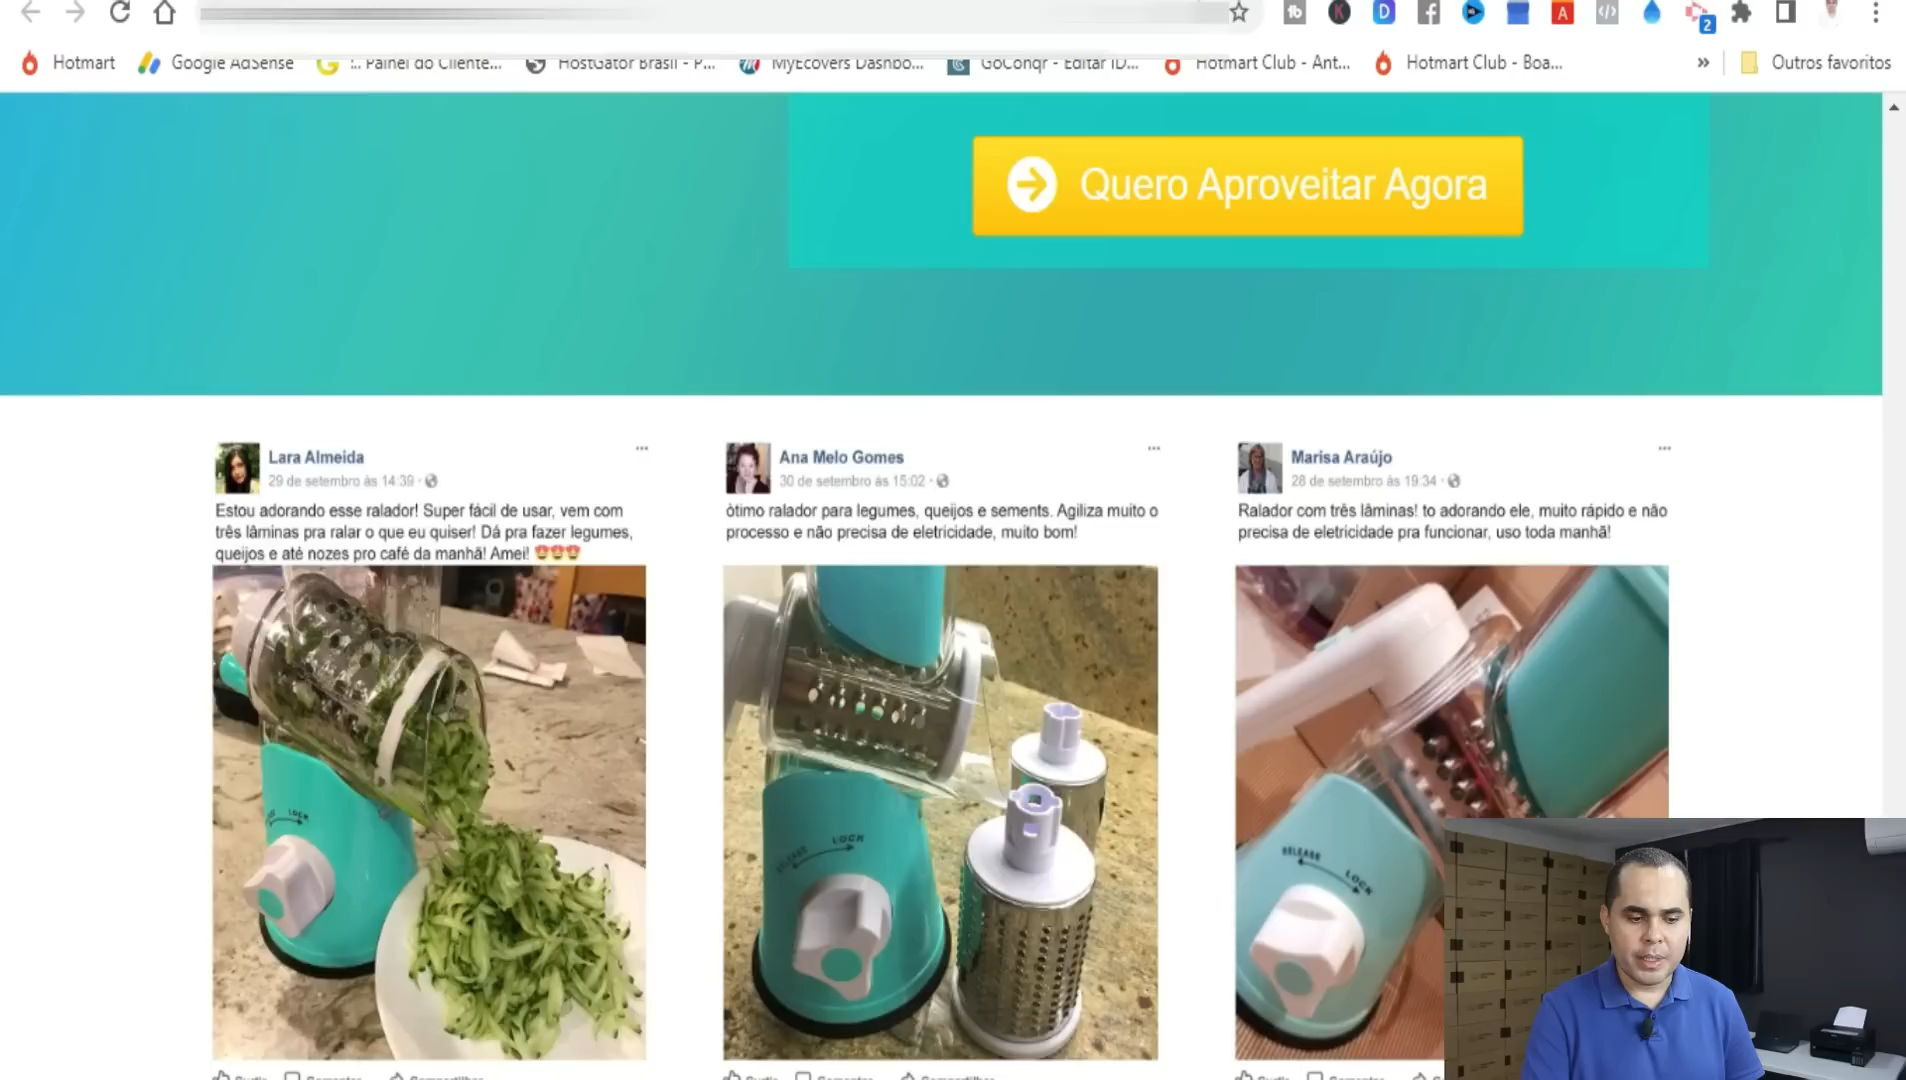 Hotmart
Google AdSense
:.. Painel do Cliente...
HostGator Brasil - P...
MyEcovers Dashbo...
GoConqr - Editar ID...
Hotmart Club - Ant...
Hotmart Club - Boa...
»
Outros favoritos
2
Quero Aproveitar Agora
Lara Almeida
29 de setembro às 14:39
Estou adorando esse ralador! Super fácil de usar, vem com
três lâminas pra ralar o que eu quiser! Dá pra fazer legumes,
queijos e até nozes pro café da manhã! Amei! 😍😍😍
LOCK
Ana Melo Gomes
30 de setembro às 15:02
òtimo ralador para legumes, queijos e sements. Agiliza muito o
processo e não precisa de eletricidade, muito bom!
RELEASE LOCK
Marisa Araújo
28 de setembro às 19:34
Ralador com três lâminas! to adorando ele, muito rápido e não
precisa de eletricidade pra funcionar, uso toda manhã!
RELEASE LOCK